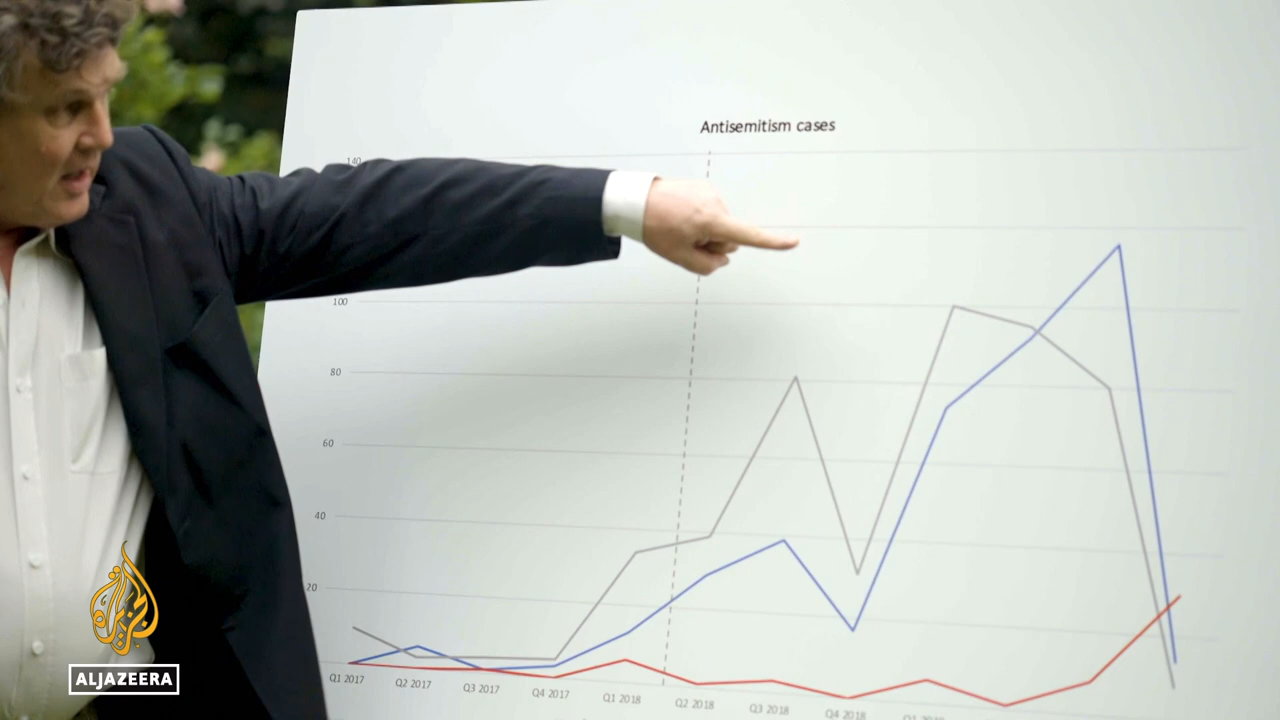 Antisemitism cases
140
100
80
60
40
20
Q1 2017
Q2 2017
Q3 2017
Q4 2017
Q1 2018
Q2 2018
Q3 2018
Q4 2018
الجزيرة
ALJAZEERA